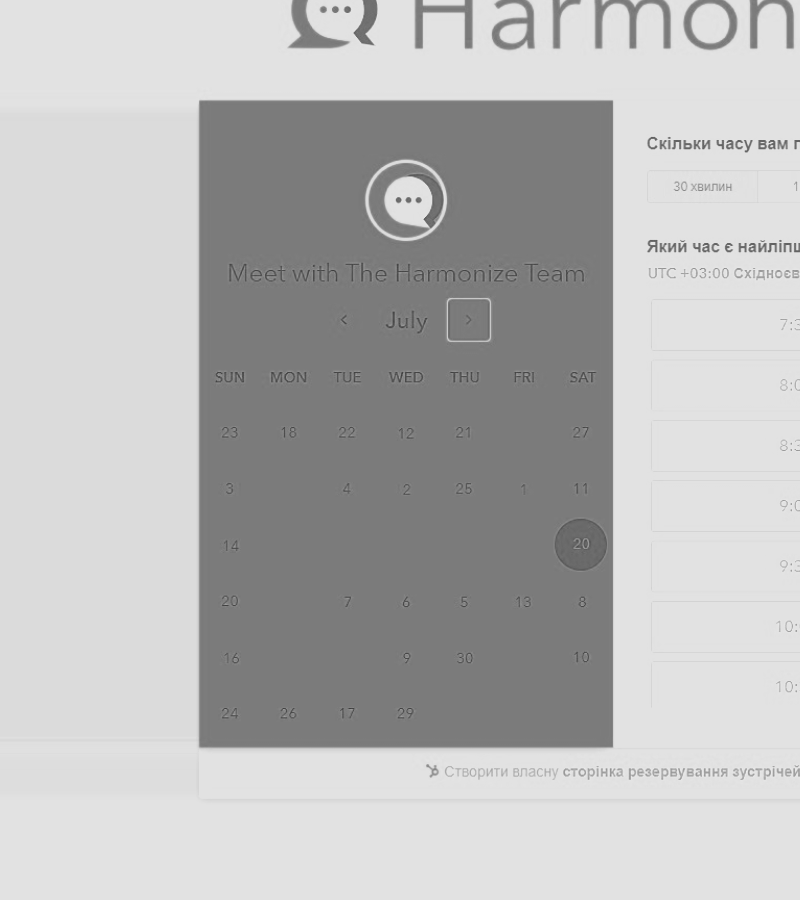 Harmon
Скільки часу вам п
30 хвилин 1
Який час є найліпш
UTC +03:00 Східноєв
Meet with The Harmonize Team
July
SUN MON TUE WED THU FRI SAT
23 18 22 12 21 27
3 4 2 25 1 11
14 20
20 7 6 5 13 8
16 9 30 10
24 26 17 29
7:3
8:0
8:3
9:0
9:3
10:
10:
Створити власну сторінка резервування зустрічей